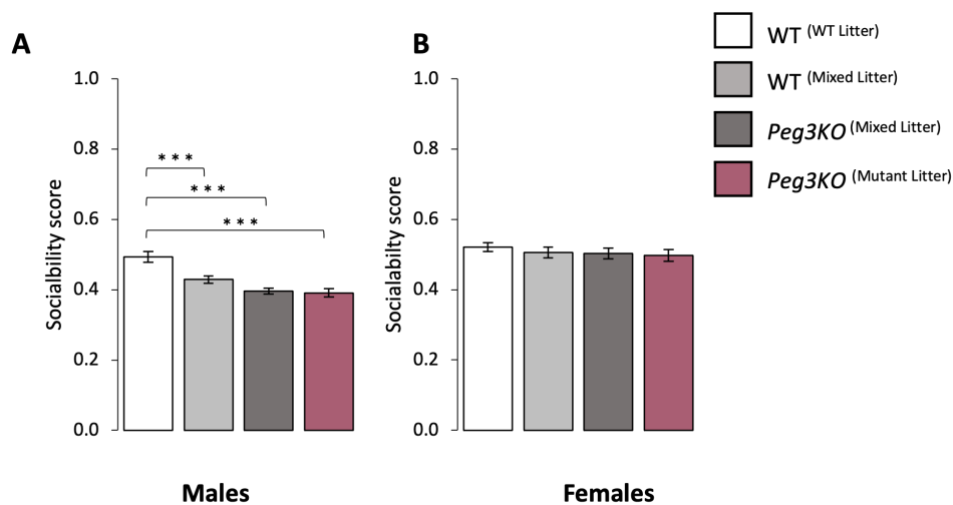 A
B
WT (WT Litter)
WT (Mixed Litter)
Peg3KO (Mixed Litter)
Peg3KO (Mutant Litter)
Socialbility score
1.0
0.8
0.6
0.4
0.2
0.0
* * *
* * *
* * *
Males
Socialabilty score
1.0
0.8
0.6
0.4
0.2
0.0
Females